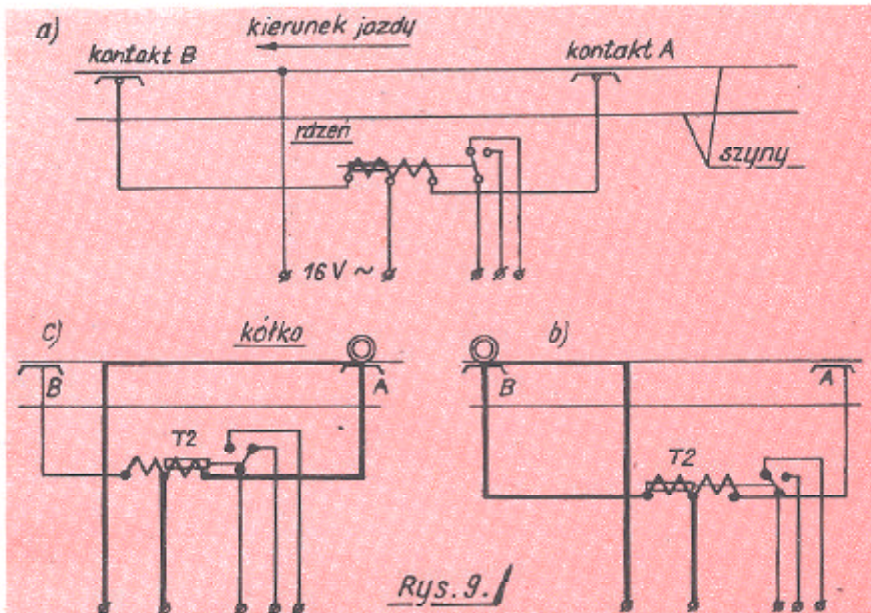 a)
kierunek jazdy
kontakt B
kontakt A
rdzeń
szyny
16 V ~
c)
kółko
b)
B
A
B
A
T2
T2
Rys. 9.